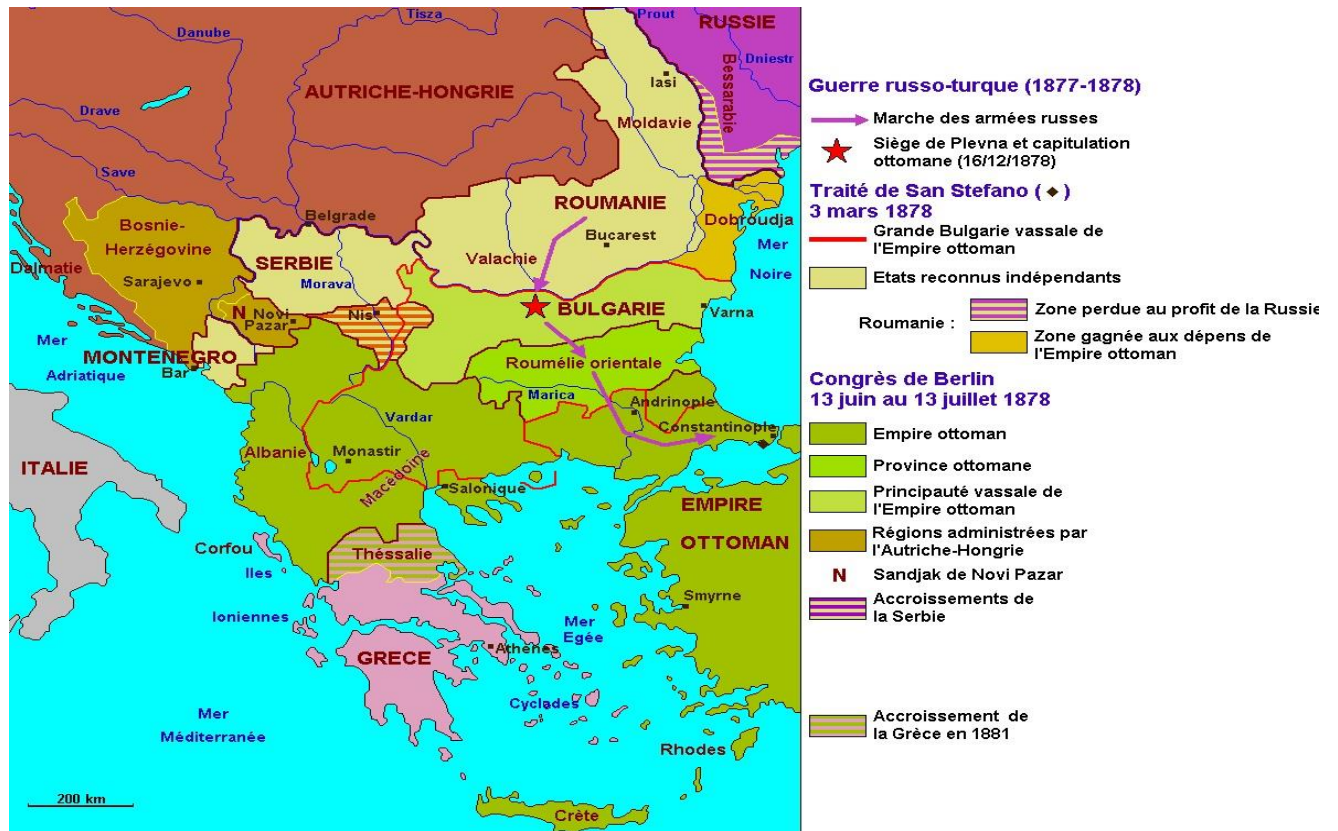 Tisza
Prout
RUSSIE
Danube
Dniestr
Bessarabie
Iasi
AUTRICHE-HONGRIE
Drave
Moldavie
Save
ROUMANIE
Belgrade
Dobroudja
Bosnie-
Herzégovine
Bucarest
Mer
Noire
Dalmatie
SERBIE
Valachie
Sarajevo
Morava
N
Novi
Pazar
Nis
BULGARIE
Varna
Mer
Adriatique
MONTENEGRO
Bar
Roumélie orientale
Marica
Andrinople
Vardar
Constantinople
Albanie
Monastir
ITALIE
Macédoine
Salonique
EMPIRE
OTTOMAN
Corfou
Théssalie
Iles
Ioniennes
Smyrne
Mer
Egée
Athènes
GRECE
Cyclades
Mer
Méditerranée
Rhodes
200 km
Crète
Guerre russo-turque (1877-1878)
Marche des armées russes
Siège de Plevna et capitulation
ottomane (16/12/1878)
Traité de San Stefano ( ◆ )
3 mars 1878
Grande Bulgarie vassale de
l'Empire ottoman
Etats reconnus indépendants
Roumanie :
Zone perdue au profit de la Russie
Zone gagnée aux dépens de
l'Empire ottoman
Congrès de Berlin
13 juin au 13 juillet 1878
Empire ottoman
Province ottomane
Principauté vassale de
l'Empire ottoman
Régions administrées par
l'Autriche-Hongrie
N Sandjak de Novi Pazar
Accroissements de
la Serbie
Accroissement de
la Grèce en 1881